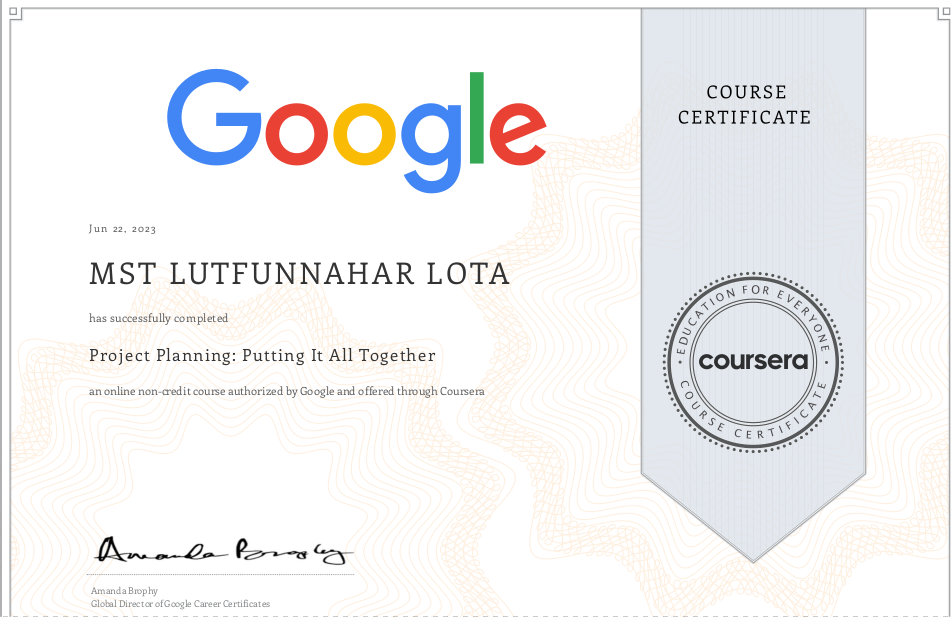 Google
COURSE
CERTIFICATE
Jun 22, 2023
MST LUTFUNNAHAR LOTA
has successfully completed
Project Planning: Putting It All Together
an online non-credit course authorized by Google and offered through Coursera
EDUCATION FOR EVERYONE
coursera
COURSE CERTIFICATE
Amanda Brophy
Amanda Brophy
Global Director of Google Career Certificates